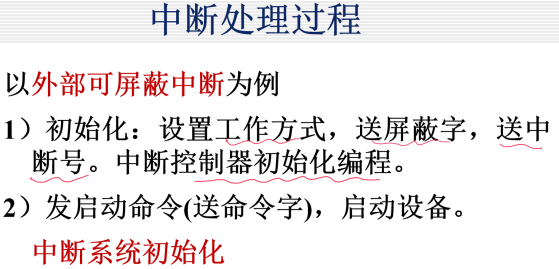 中断处理过程
以外部可屏蔽中断为例
1）初始化：设置工作方式，送屏蔽字，送中
断号。中断控制器初始化编程。
2）发启动命令(送命令字)，启动设备。
中断系统初始化